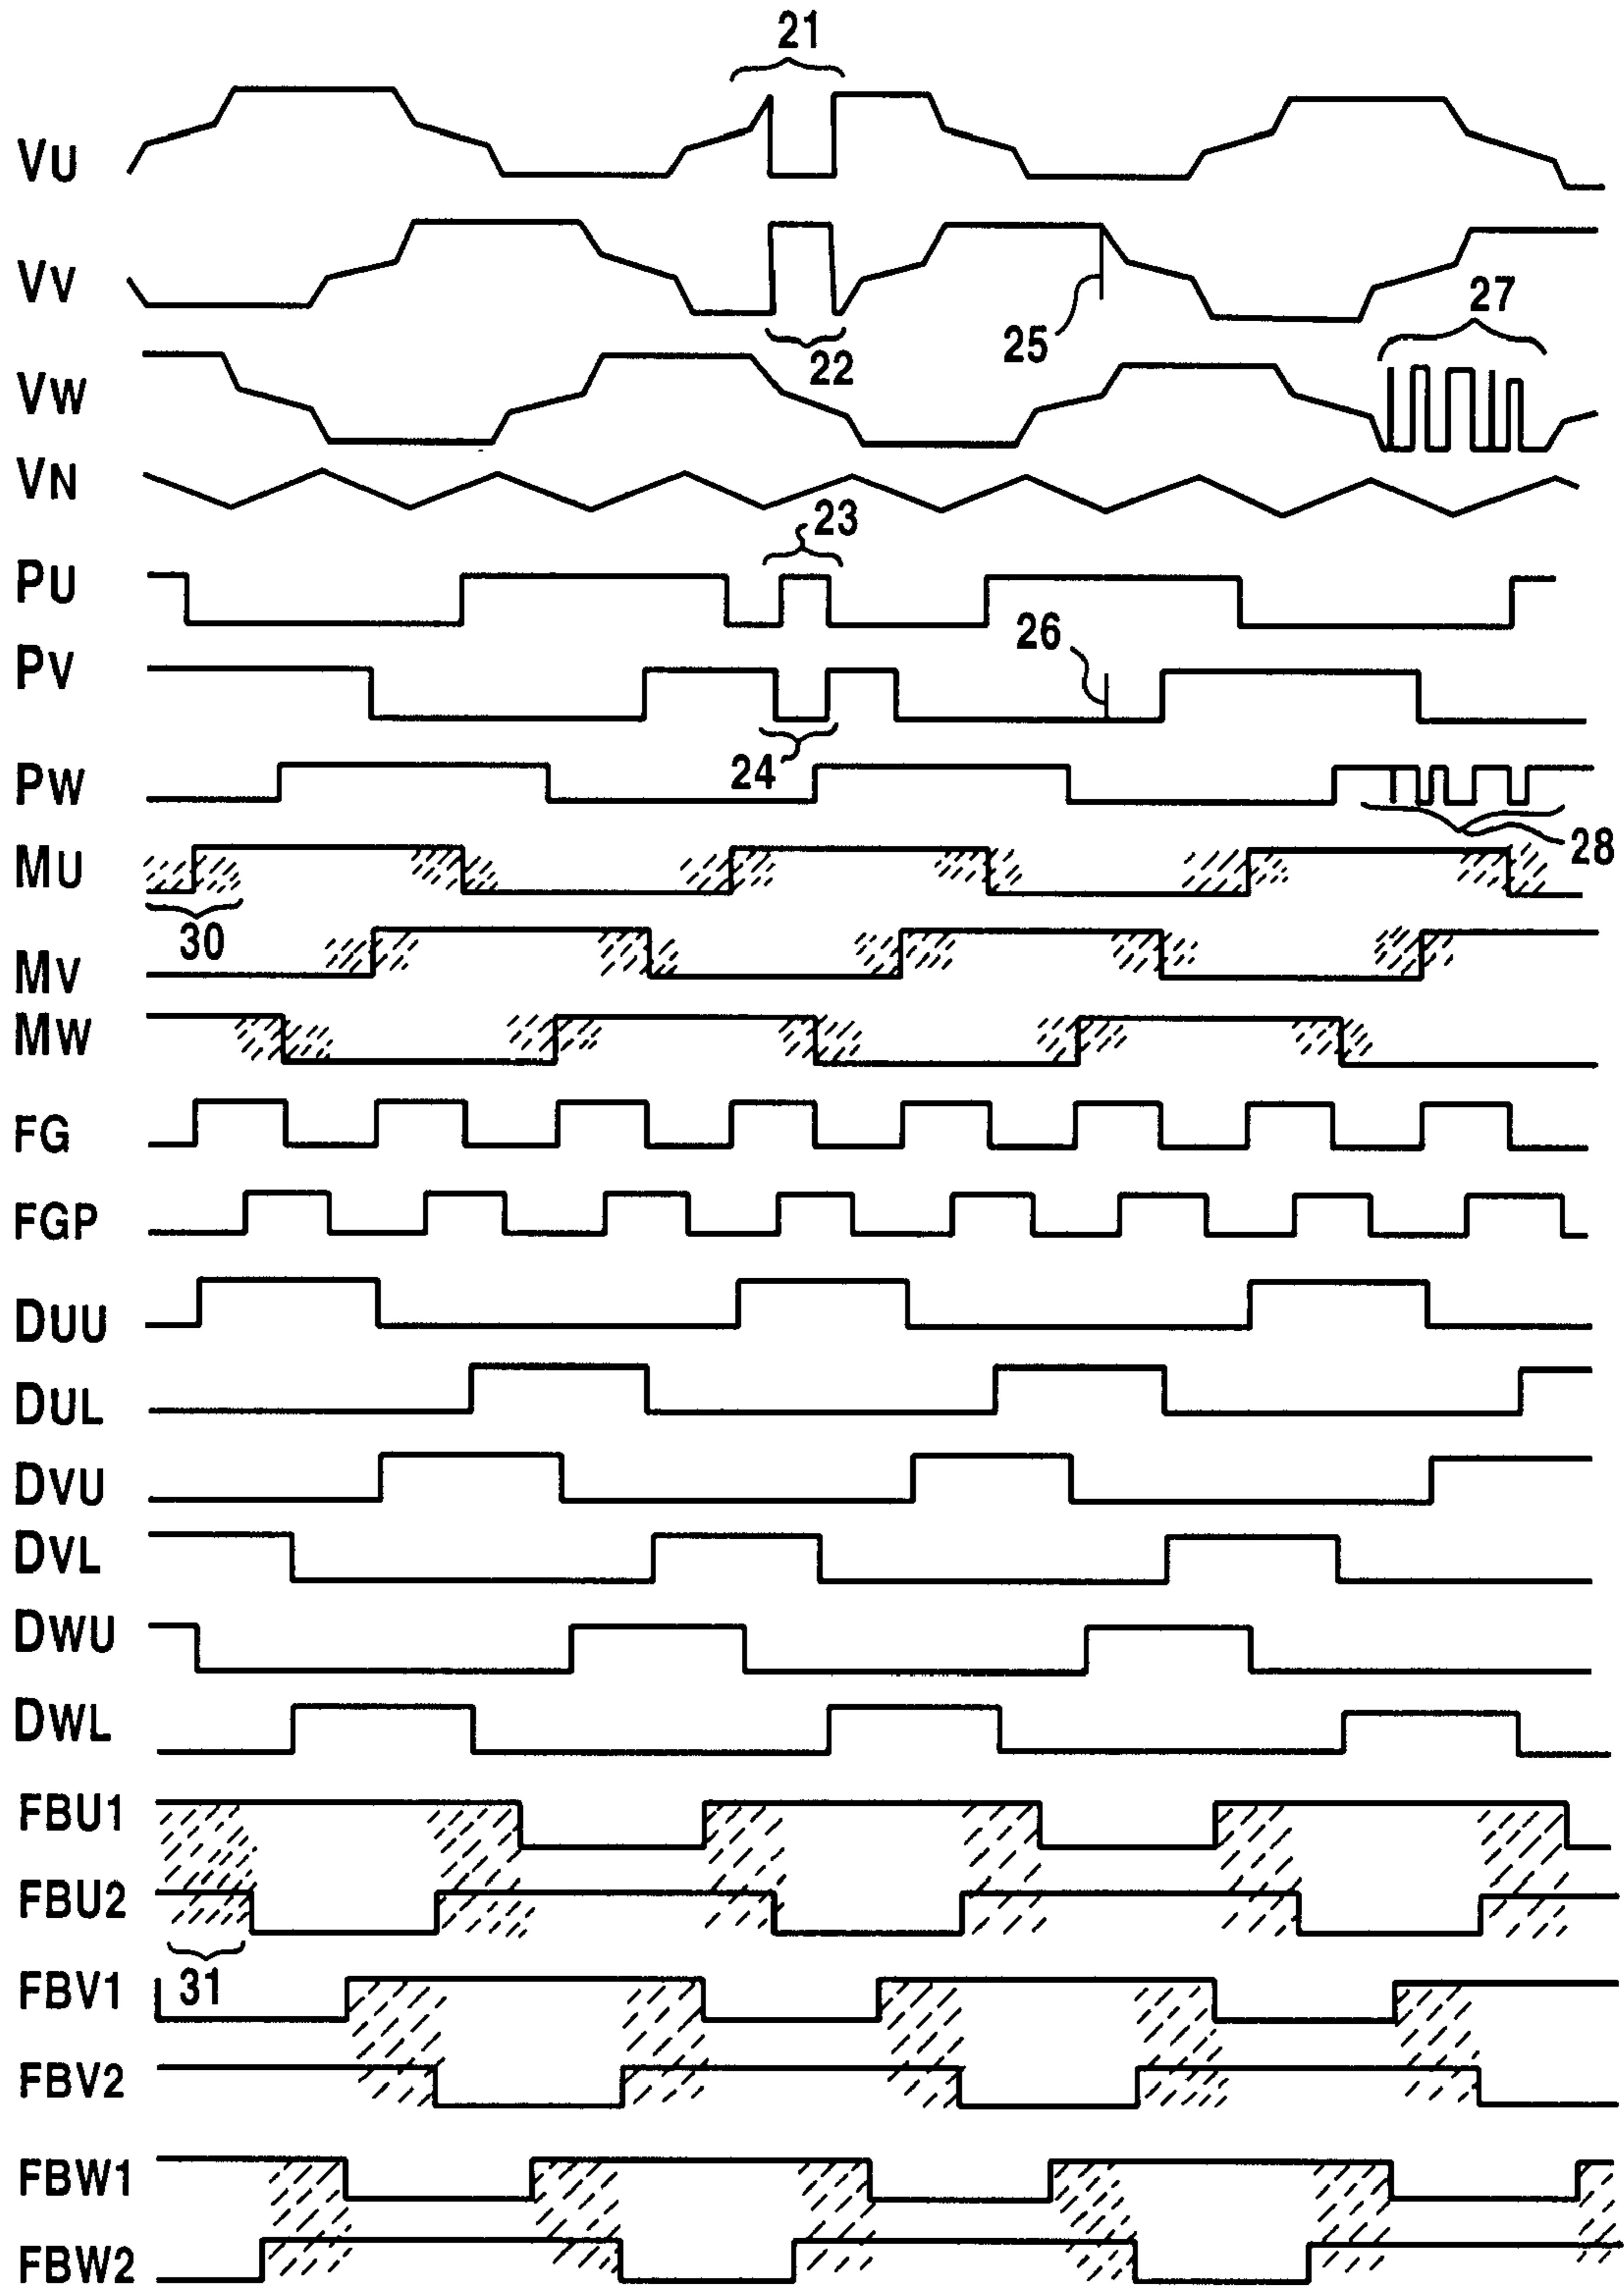 21
VU
VV
25
27
22
VW
VN
23
PU
26
PV
24
PW
28
MU
30
MV
MW
FG
FGP
DUU
DUL
DVU
DVL
DWU
DWL
FBU1
FBU2
31
FBV1
FBV2
FBW1
FBW2